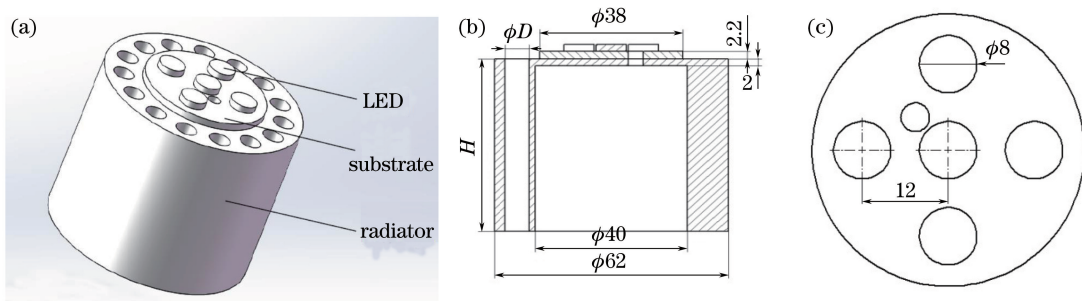 (a)
LED
substrate
radiator
(b)
ϕ38
ϕD
2.2
2
H
ϕ40
ϕ62
(c)
ϕ8
12